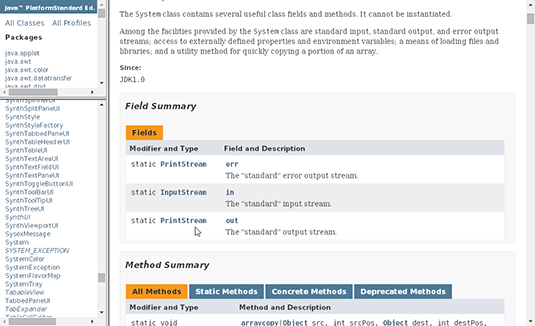 Java™ PlatformStandard Ed.
All Classes All Profiles
Packages
java.applet
java.awt
java.awt.color
java.awt.datatransfer
java.awt.dnd
SynthSpinnerUI
SynthSplitPaneUI
SynthStyle
SynthStyleFactory
SynthTabbedPaneUI
SynthTableHeaderUI
SynthTableUI
SynthTextAreaUI
SynthTextFieldUI
SynthTextPaneUI
SynthToggleButtonUI
SynthToolBarUI
SynthToolTipUI
SynthTreeUI
SynthUI
SynthViewportUI
SysexMessage
System
SYSTEM_EXCEPTION
SystemColor
SystemException
SystemFlavorMap
SystemTray
TabableView
TabbedPaneUI
TabExpander
The System class contains several useful class fields and methods. It cannot be instantiated.
Among the facilities provided by the System class are standard input, standard output, and error output
streams; access to externally defined properties and environment variables; a means of loading files and
libraries; and a utility method for quickly copying a portion of an array.
Since:
JDK1.0
Field Summary
Fields
Modifier and Type Field and Description
static PrintStream err
The "standard" error output stream.
static InputStream in
The "standard" input stream.
static PrintStream out
The "standard" output stream.
Method Summary
All Methods Static Methods Concrete Methods Deprecated Methods
Modifier and Type Method and Description
static void arraycopy(Object src, int srcPos, Object dest, int destPos,